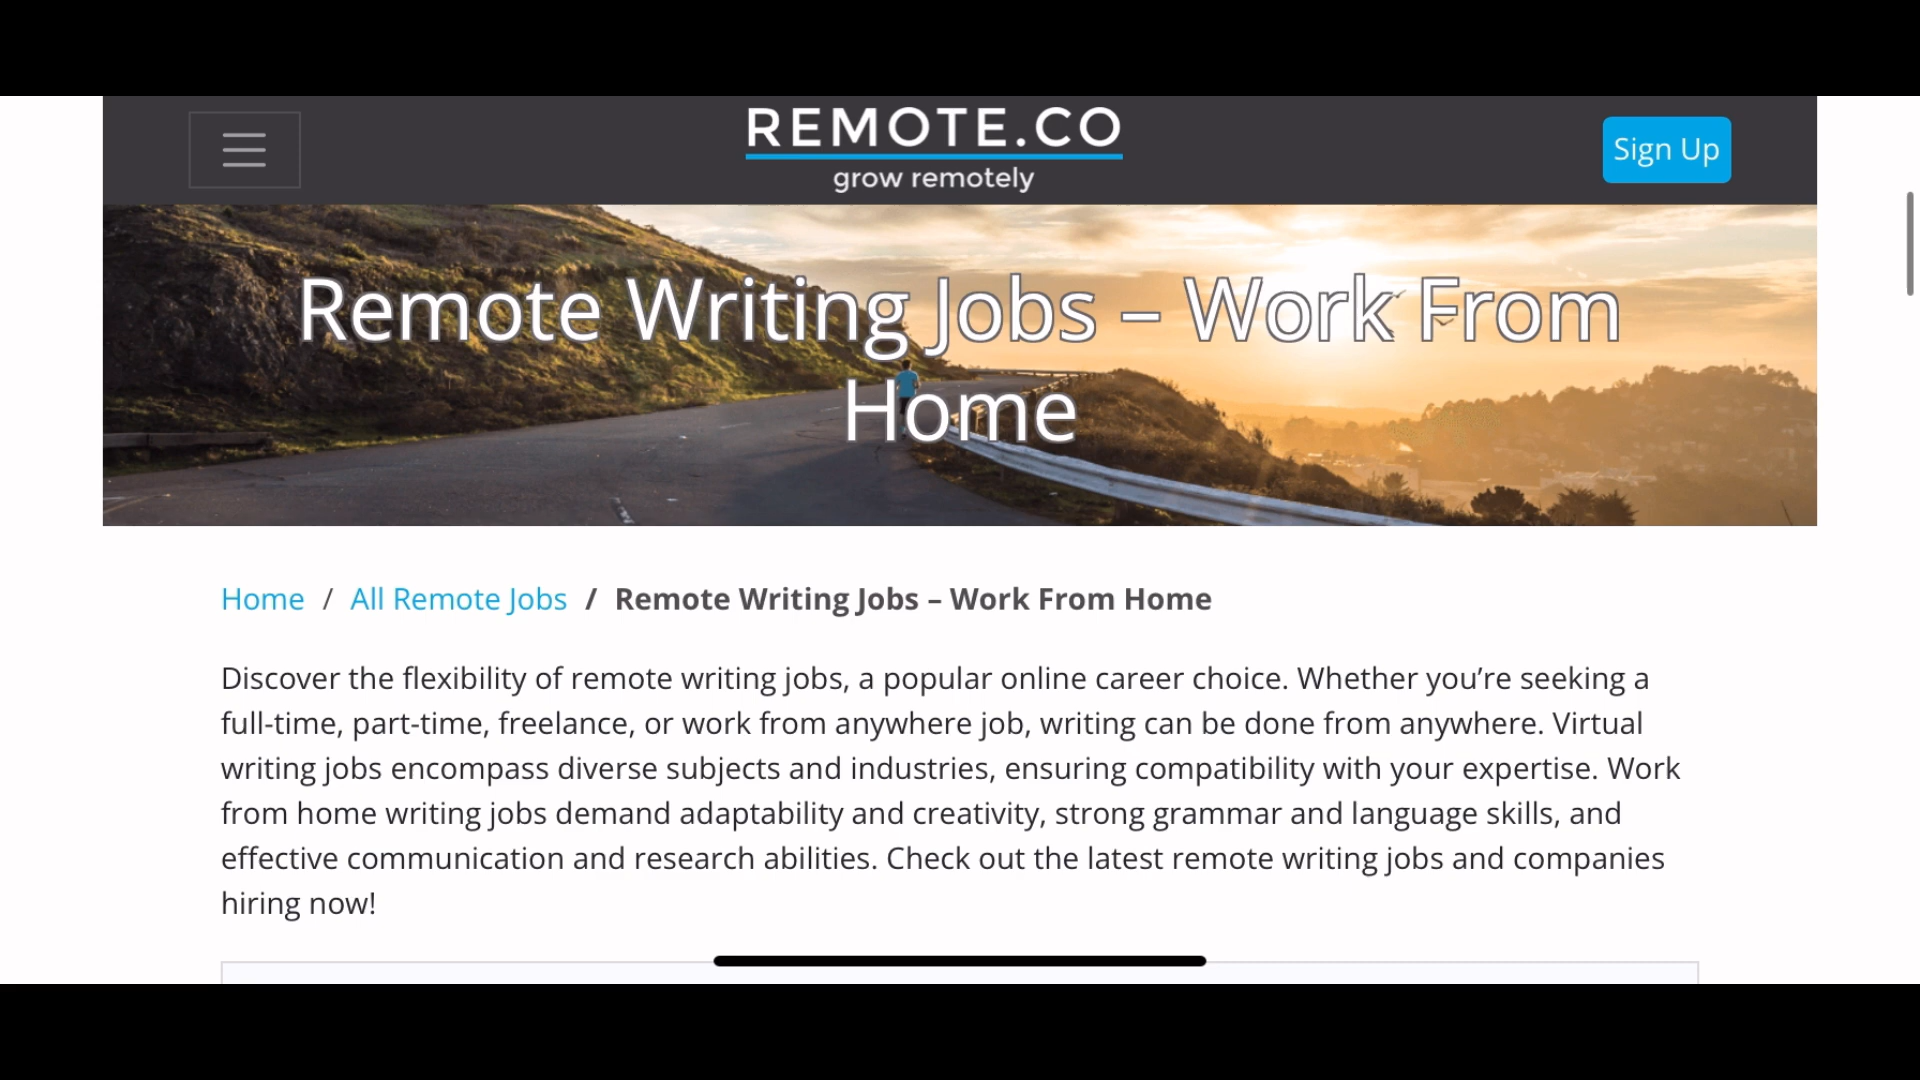 REMOTE.CO
grow remotely
Sign Up
Remote Writing Jobs – Work From
Home
Home / All Remote Jobs / Remote Writing Jobs – Work From Home
Discover the flexibility of remote writing jobs, a popular online career choice. Whether you’re seeking a
full-time, part-time, freelance, or work from anywhere job, writing can be done from anywhere. Virtual
writing jobs encompass diverse subjects and industries, ensuring compatibility with your expertise. Work
from home writing jobs demand adaptability and creativity, strong grammar and language skills, and
effective communication and research abilities. Check out the latest remote writing jobs and companies
hiring now!